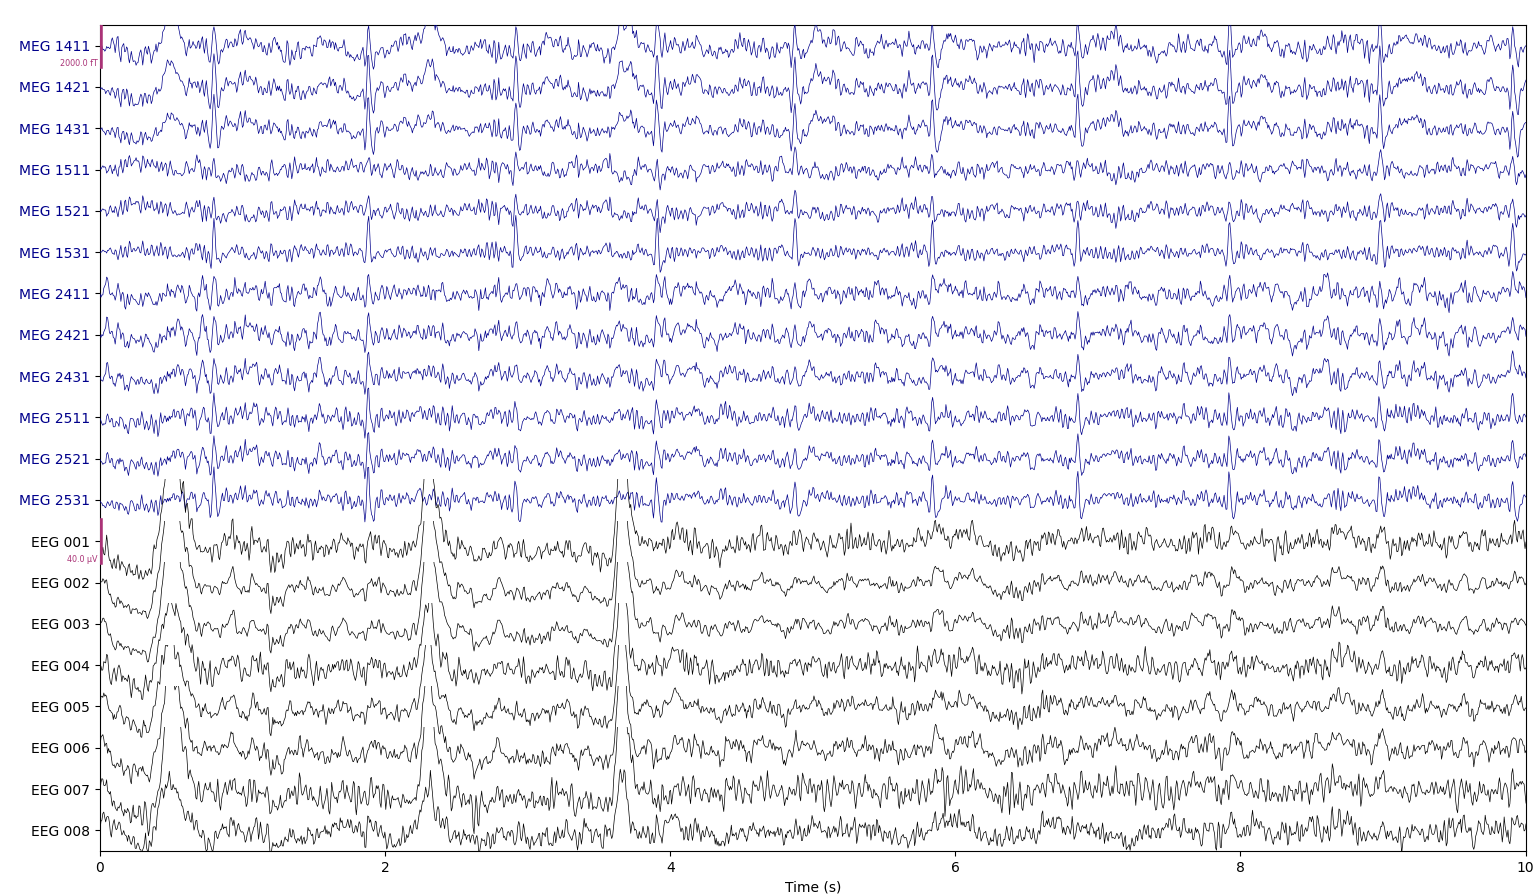 MEG 1411
2000.0 fT
MEG 1421
MEG 1431
MEG 1511
MEG 1521
MEG 1531
MEG 2411
MEG 2421
MEG 2431
MEG 2511
MEG 2521
MEG 2531
EEG 001
40.0 µV
EEG 002
EEG 003
EEG 004
EEG 005
EEG 006
EEG 007
EEG 008
0 2 4 6 8 10
Time (s)